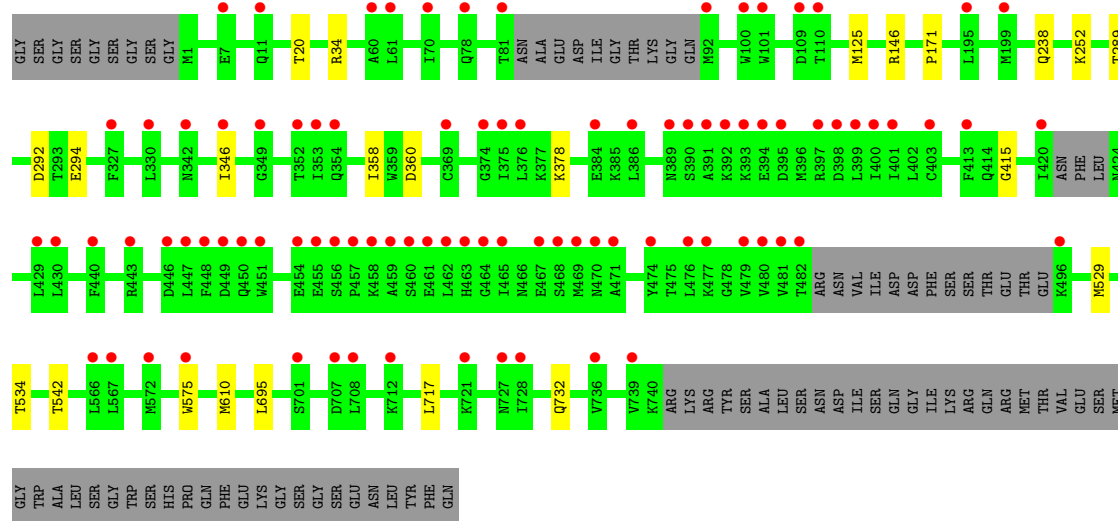 GLY SER GLY SER GLY SER GLY SER GLY M1 E7 Q11 T20 R34 A60 L61 I70 Q78 T81 ASN ALA GLU ASP ILE GLY THR LYS GLY GLN M92 W100 W101 D109 T110 M125 R146 P171 L195 M199 Q238 K252 T289
D292 T293 E294 F327 L330 N342 I346 G349 T352 I353 Q354 I358 W359 D360 C369 G374 I375 L376 K377 K378 E384 K385 L386 N389 S390 A391 K392 K393 E394 D395 M396 R397 D398 L399 I400 I401 L402 C403 F413 Q414 G415 I420 ASN PHE LEU N424
L429 L430 F440 R443 D446 L447 F448 D449 Q450 W451 E454 E455 S456 P457 K458 A459 S460 E461 L462 H463 G464 I465 N466 E467 S468 M469 N470 A471 Y474 T475 L476 K477 G478 V479 V480 V481 T482 ARG ASN VAL ILE ASP ASP PHE SER SER THR GLU THR GLU K496 M529
T534 T542 L566 L567 M572 W575 M610 L695 S701 D707 L708 K712 L717 K721 N727 I728 Q732 V736 V739 K740 ARG LYS ARG TYR SER ALA LEU SER ASN ASP ILE SER GLN GLY ILE LYS ARG GLN ARG MET THR VAL GLU SER MET
GLY TRP ALA LEU SER GLY TRP SER HIS PRO GLN PHE GLU LYS GLY SER GLY SER GLU ASN LEU TYR PHE GLN